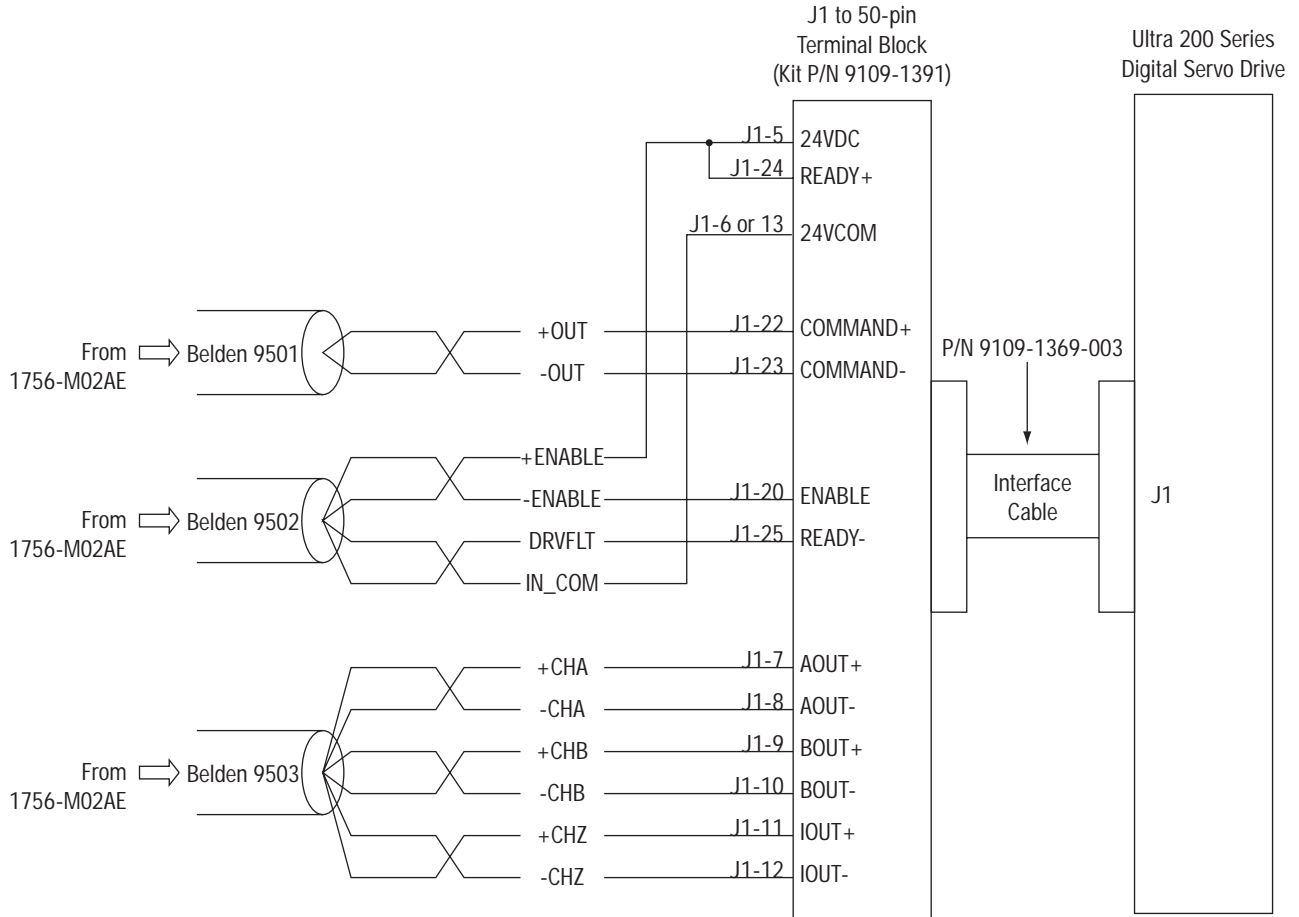 J1 to 50-pin
Terminal Block
(Kit P/N 9109-1391)
Ultra 200 Series
Digital Servo Drive
J1-5 24VDC
J1-24 READY+
J1-6 or 13 24VCOM
From
1756-M02AE
Belden 9501
+OUT J1-22 COMMAND+
-OUT J1-23 COMMAND-
P/N 9109-1369-003
From
1756-M02AE
Belden 9502
+ENABLE
-ENABLE J1-20 ENABLE
DRVFLT J1-25 READY-
IN_COM
Interface
Cable
J1
From
1756-M02AE
Belden 9503
+CHA J1-7 AOUT+
-CHA J1-8 AOUT-
+CHB J1-9 BOUT+
-CHB J1-10 BOUT-
+CHZ J1-11 IOUT+
-CHZ J1-12 IOUT-